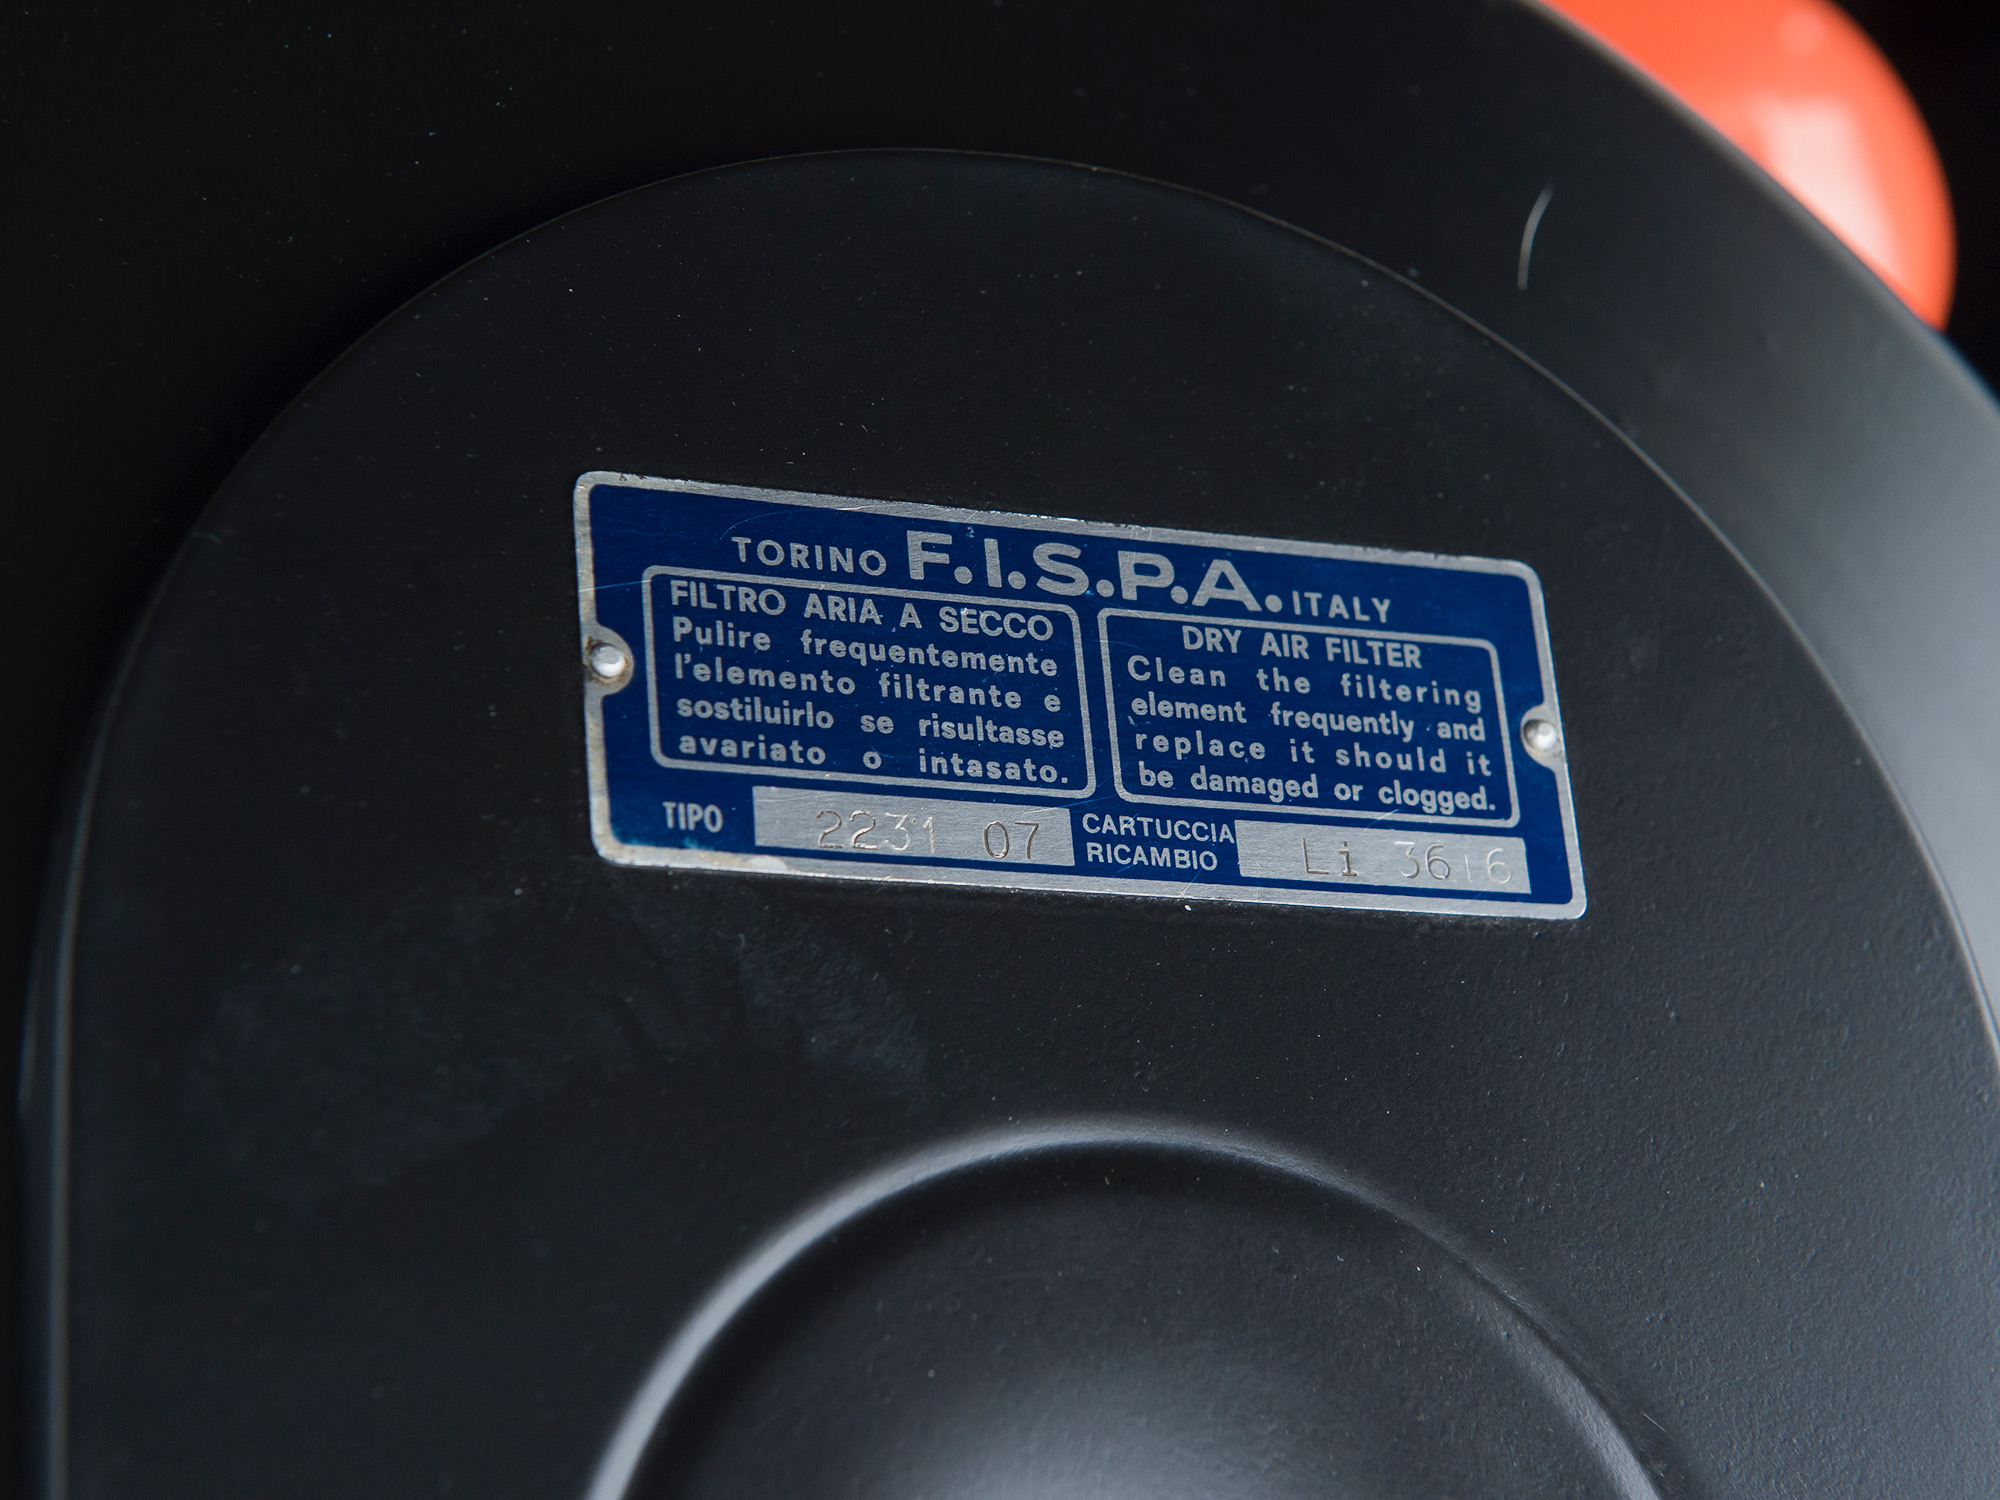 TORINO F.I.S.P.A. ITALY
FILTRO ARIA A SECCO
Pulire frequentemente
l'elemento filtrante e
sostiluirlo se risultasse
avariato o intasato.
DRY AIR FILTER
Clean the filtering
element frequently and
replace it should it
be damaged or clogged.
TIPO 2231 07
CARTUCCIA
RICAMBIO
Li 3616